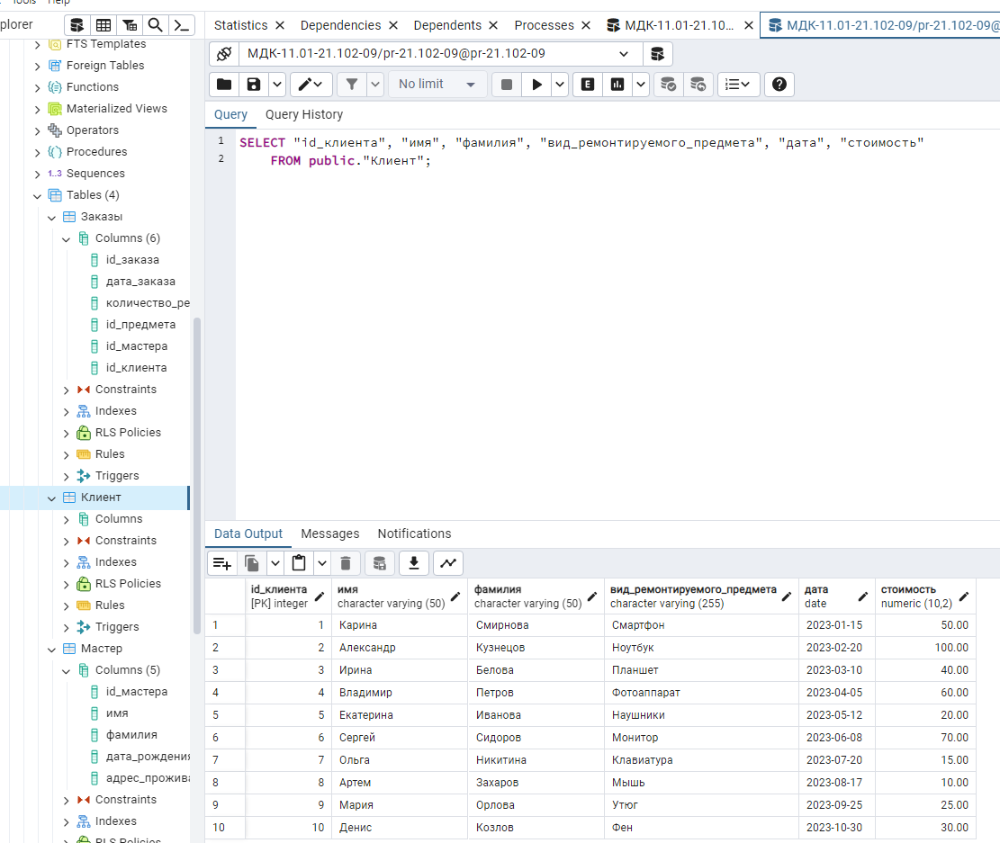 Tools Help
plorer
FTS Templates
Foreign Tables
Functions
Materialized Views
Operators
Procedures
1..3 Sequences
Tables (4)
Заказы
Columns (6)
id_заказа
дата_заказа
количество_ре
id_предмета
id_мастера
id_клиента
Constraints
Indexes
RLS Policies
Rules
Triggers
Клиент
Columns
Constraints
Indexes
RLS Policies
Rules
Triggers
Мастер
Columns (5)
id_мастера
имя
фамилия
дата_рождения
адрес_прожива
Constraints
Indexes
RLS Policies
Statistics Dependencies Dependents Processes МДК-11.01-21.10... МДК-11.01-21.102-09/pr-21.102-09@
МДК-11.01-21.102-09/pr-21.102-09@pr-21.102-09
No limit E
Query Query History
1 SELECT "id_клиента", "имя", "фамилия", "вид_ремонтируемого_предмета", "дата", "стоимость"
2 FROM public."Клиент";
Data Output Messages Notifications
id_клиента имя фамилия вид_ремонтируемого_предмета дата стоимость
[PK] integer character varying (50) character varying (50) character varying (255) date numeric (10,2)
1 1 Карина Смирнова Смартфон 2023-01-15 50.00
2 2 Александр Кузнецов Ноутбук 2023-02-20 100.00
3 3 Ирина Белова Планшет 2023-03-10 40.00
4 4 Владимир Петров Фотоаппарат 2023-04-05 60.00
5 5 Екатерина Иванова Наушники 2023-05-12 20.00
6 6 Сергей Сидоров Монитор 2023-06-08 70.00
7 7 Ольга Никитина Клавиатура 2023-07-20 15.00
8 8 Артем Захаров Мышь 2023-08-17 10.00
9 9 Мария Орлова Утюг 2023-09-25 25.00
10 10 Денис Козлов Фен 2023-10-30 30.00